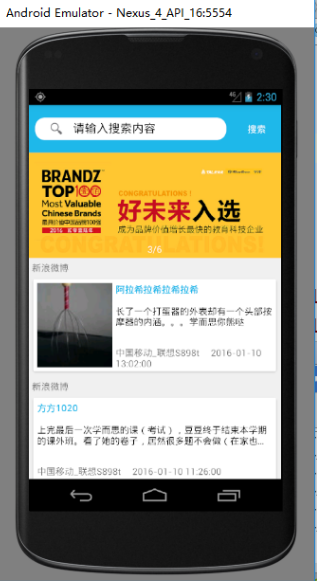 Android Emulator - Nexus_4_API_16:5554
4G 2:30
请输入搜索内容 搜索
BRANDZ™
TOP100
Most Valuable
Chinese Brands
2016
CONGRATULATIONS!
好未来入选
成为品牌价值增长最快的教育科技企业
CONGRATULATIONS!
3/6
新浪微博
阿拉希拉希拉希拉希
长了一个打蛋器的外表却有一个头部按
摩器的内涵。。。学而思你别哒
中国移动_联想S898t 2016-01-10
13:02:00
新浪微博
方方1020
上完最后一次学而思的课（考试），豆豆终于结束本学期
的课外班。看了她的卷子，居然很多题不会做（在家也...
中国移动_联想S898t 2016-01-10 11:26:00